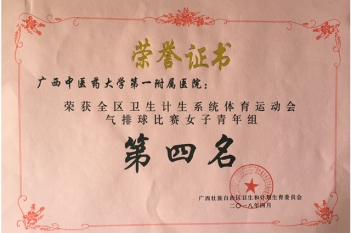 荣誉证书
广西中医药大学第一附属医院：
荣获全区卫生计生系统体育运动会
气排球比赛女子青年组
第四名
广西壮族自治区卫生和计划生育委员会
二〇一八年四月